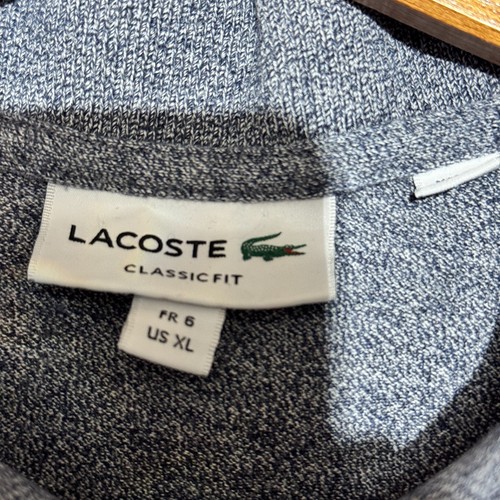 LACOSTE
CLASSIC FIT
FR 6
US XL